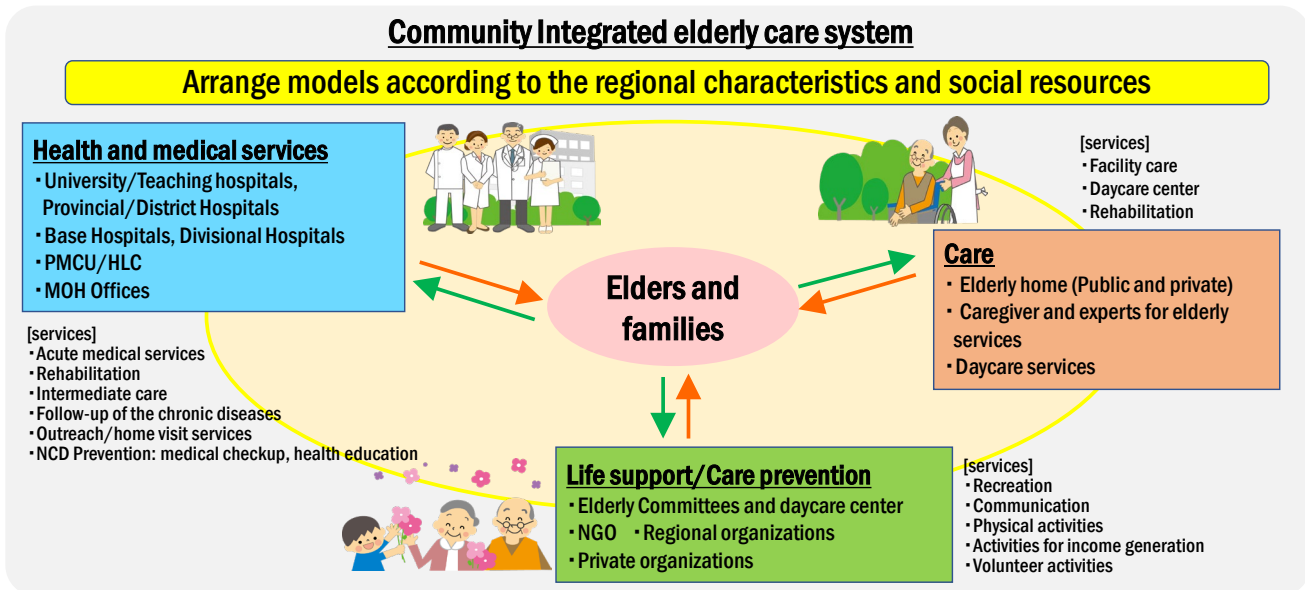 Community Integrated elderly care system
Arrange models according to the regional characteristics and social resources
Health and medical services
・University/Teaching hospitals,
Provincial/District Hospitals
・Base Hospitals, Divisional Hospitals
・PMCU/HLC
・MOH Offices
[services]
・Acute medical services
・Rehabilitation
・Intermediate care
・Follow-up of the chronic diseases
・Outreach/home visit services
・NCD Prevention: medical checkup, health education
Elders and
families
[services]
・Facility care
・Daycare center
・Rehabilitation
Care
・ Elderly home (Public and private)
・ Caregiver and experts for elderly
services
・Daycare services
Life support/Care prevention
・Elderly Committees and daycare center
・NGO ・Regional organizations
・Private organizations
[services]
・Recreation
・Communication
・Physical activities
・Activities for income generation
・Volunteer activities